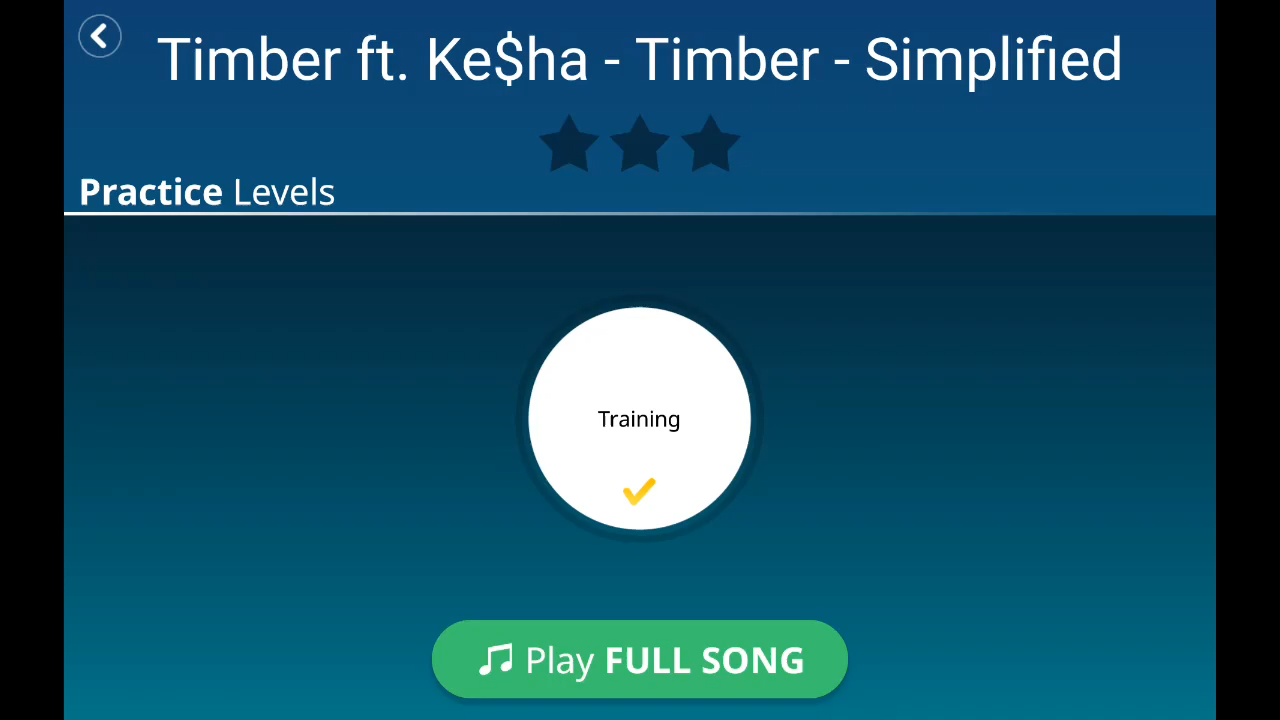 Timber ft. Ke$ha - Timber - Simplified
Practice Levels
Training
Play FULL SONG